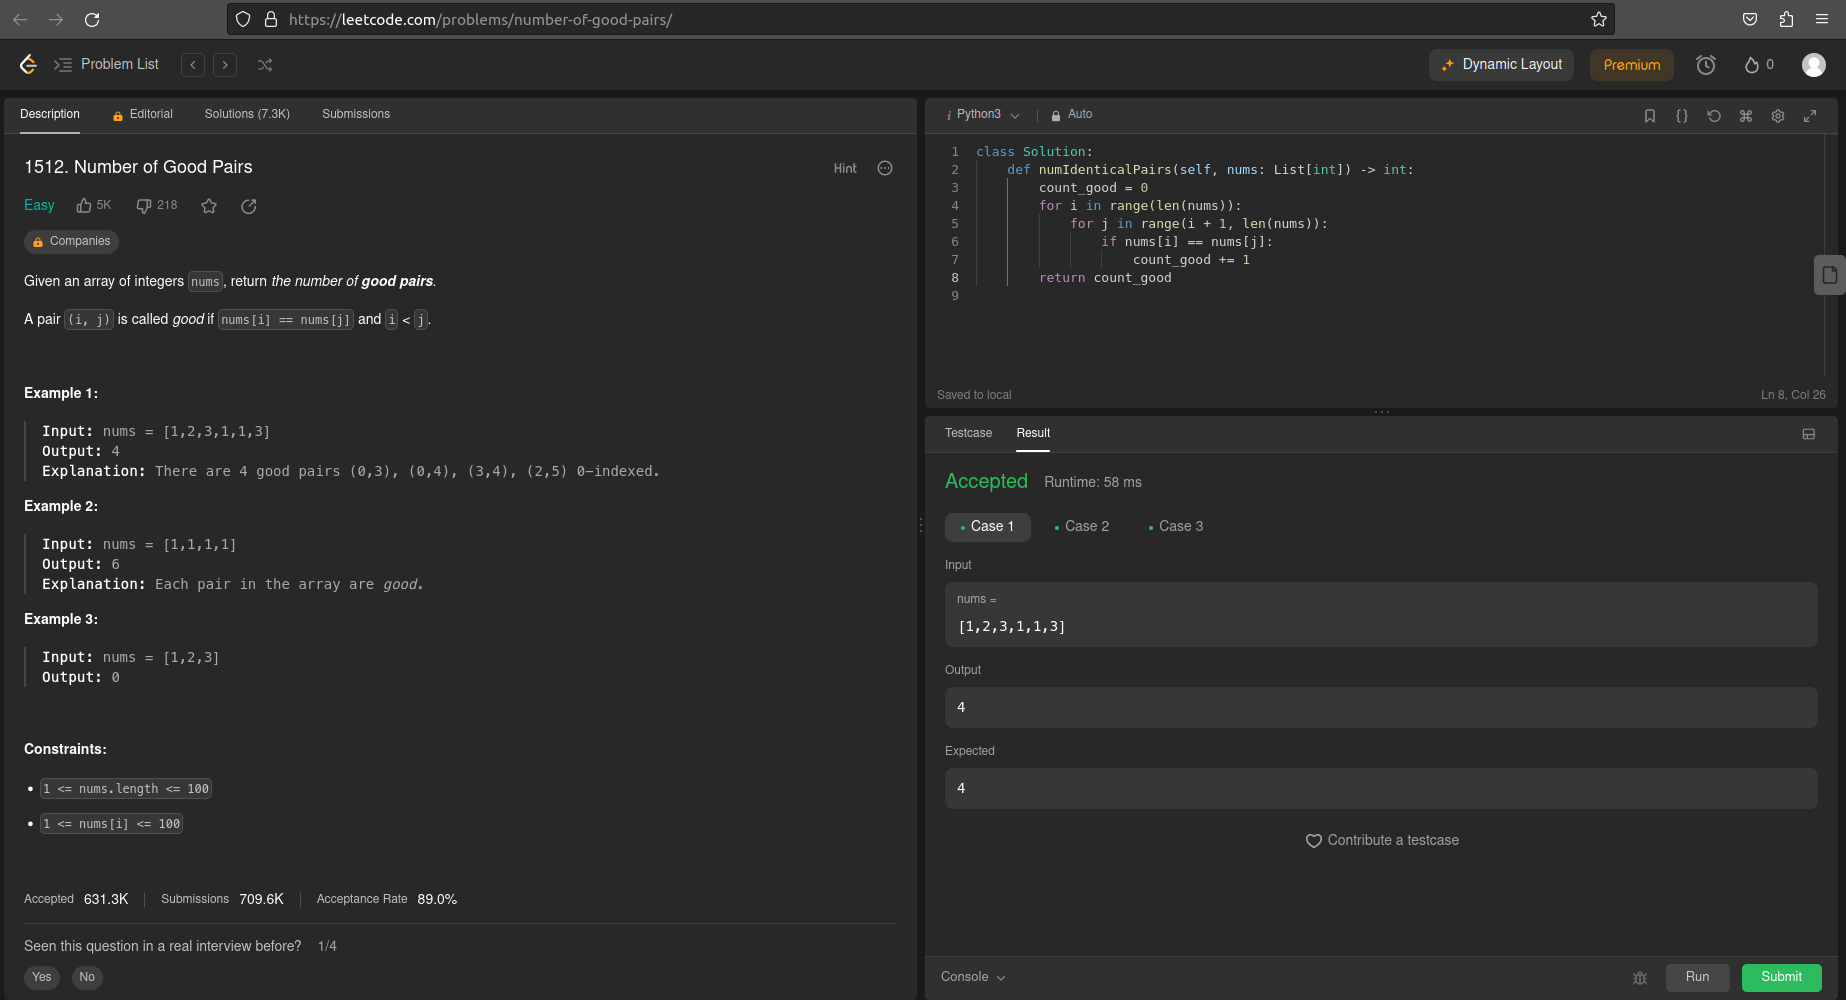 https://leetcode.com/problems/number-of-good-pairs/
Problem List
Dynamic Layout
Premium
0
Description
Editorial
Solutions (7.3K)
Submissions
1512. Number of Good Pairs
Hint
Easy
5K
218
Companies
Given an array of integers nums, return the number of good pairs.
A pair (i, j) is called good if nums[i] == nums[j] and i < j.
Example 1:
Input: nums = [1,2,3,1,1,3]
Output: 4
Explanation: There are 4 good pairs (0,3), (0,4), (3,4), (2,5) 0-indexed.
Example 2:
Input: nums = [1,1,1,1]
Output: 6
Explanation: Each pair in the array are good.
Example 3:
Input: nums = [1,2,3]
Output: 0
Constraints:
• 1 <= nums.length <= 100
• 1 <= nums[i] <= 100
Accepted 631.3K | Submissions 709.6K | Acceptance Rate 89.0%
Seen this question in a real interview before? 1/4
Yes No
i Python3 | Auto
1 class Solution:
2     def numIdenticalPairs(self, nums: List[int]) -> int:
3         count_good = 0
4         for i in range(len(nums)):
5             for j in range(i + 1, len(nums)):
6                 if nums[i] == nums[j]:
7                     count_good += 1
8         return count_good
9
Saved to local
Ln 8, Col 26
Testcase Result
Accepted Runtime: 58 ms
• Case 1 • Case 2 • Case 3
Input
nums =
[1,2,3,1,1,3]
Output
4
Expected
4
Contribute a testcase
Console
Run
Submit